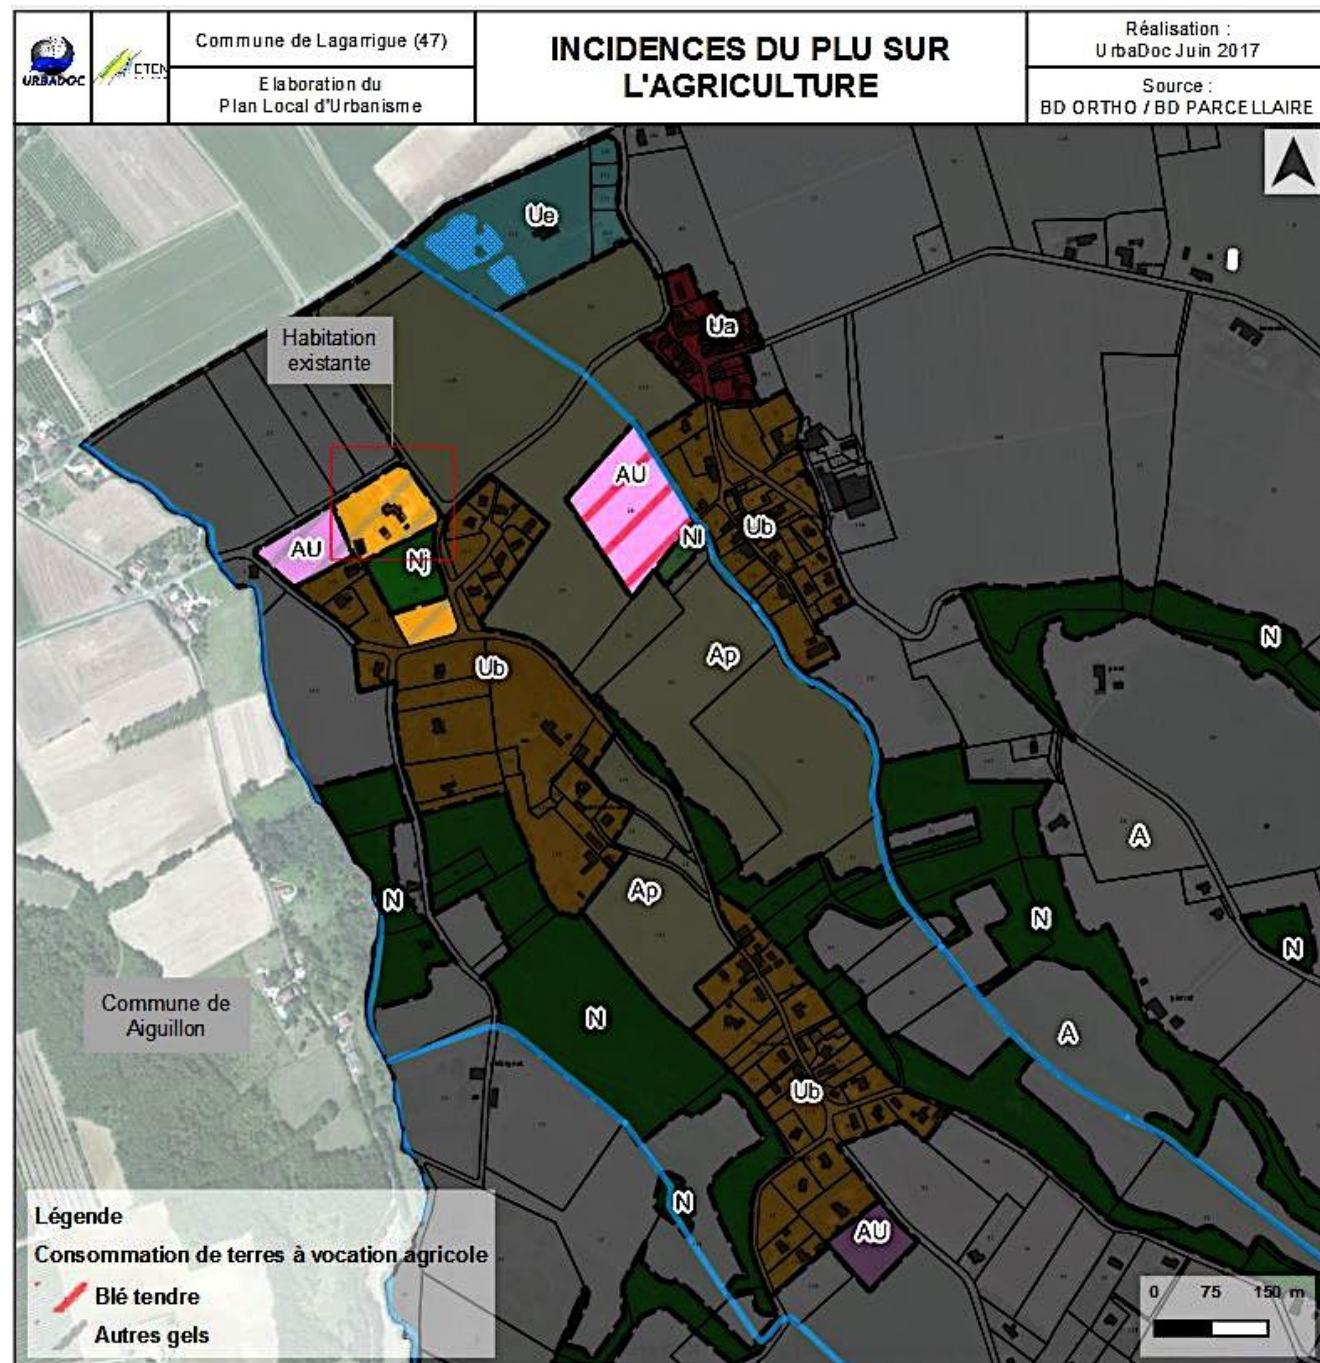 URBADOC
ETEN
Commune de Lagarrigue (47)
Elaboration du
Plan Local d'Urbanisme
INCIDENCES DU PLU SUR
L'AGRICULTURE
Réalisation :
UrbaDoc Juin 2017
Source :
BD ORTHO / BD PARCELLAIRE
Ue
Ua
Habitation
existante
AU
AU
Nl
Ub
Nj
N
Ub
Ap
A
Ap
N
N
N
Commune de
Aiguillon
N
A
Ub
N
AU
Légende
Consommation de terres à vocation agricole
Blé tendre
Autres gels
0 75 150 m